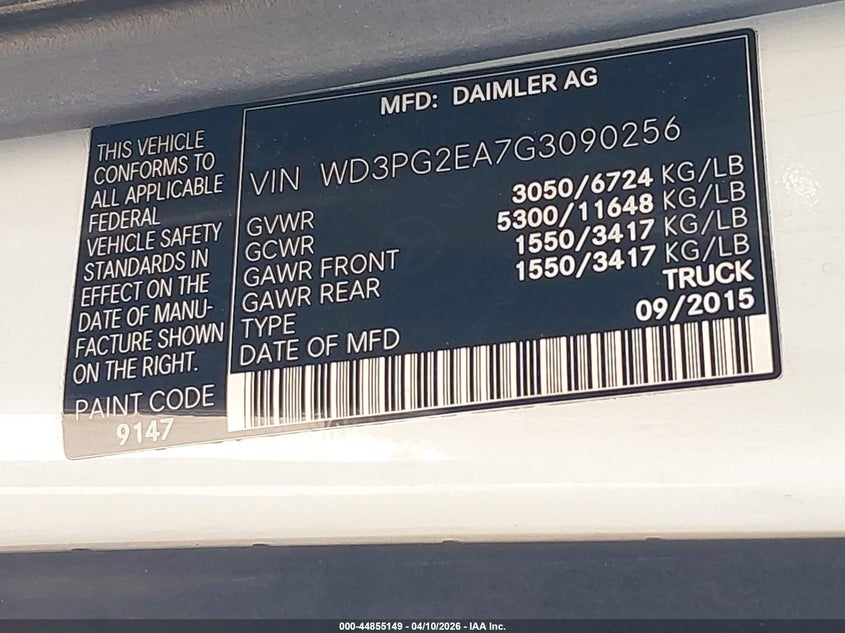 MFD: DAIMLER AG
VIN WD3PG2EA7G3090256
GVWR 3050/6724 KG/LB
GCWR 5300/11648 KG/LB
GAWR FRONT 1550/3417 KG/LB
GAWR REAR 1550/3417 KG/LB
TYPE TRUCK
DATE OF MFD 09/2015
THIS VEHICLE
CONFORMS TO
ALL APPLICABLE
FEDERAL
VEHICLE SAFETY
STANDARDS IN
EFFECT ON THE
DATE OF MANU-
FACTURE SHOWN
ON THE RIGHT.
PAINT CODE
9147
000-44855149 | 04/10/2026 - IAA Inc.